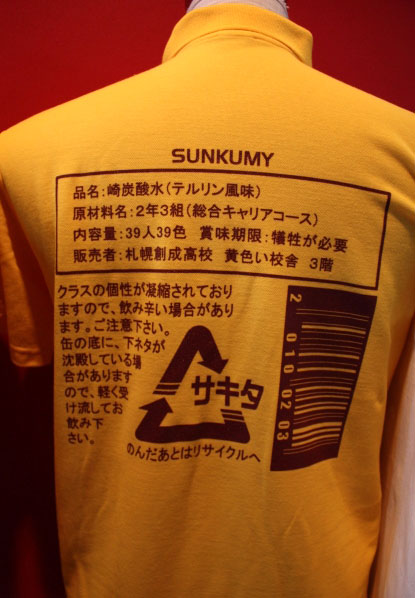 SUNKUMY
品名：崎炭酸水（テルリン風味）
原材料名：2年3組（総合キャリアコース）
内容量：39人39色 賞味期限：犠牲が必要
販売者：札幌創成高校 黄色い校舎 3階
クラスの個性が凝縮されており
ますので、飲み辛い場合があり
ます。ご注意下さい。
缶の底に、下ネタが
沈殿している場
合があります
ので、軽く受
け流してお
飲み下
さい。
サキタ
のんだあとはリサイクルへ
2 010 02 03